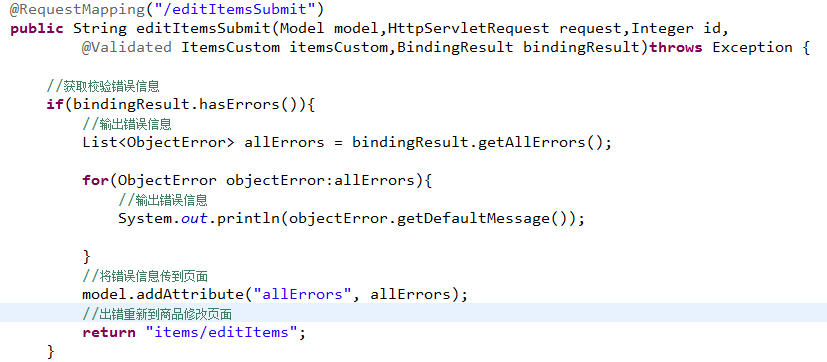 @RequestMapping("/editItemsSubmit")
public String editItemsSubmit(Model model,HttpServletRequest request,Integer id,
@Validated ItemsCustom itemsCustom,BindingResult bindingResult)throws Exception {
//获取校验错误信息
if(bindingResult.hasErrors()){
//输出错误信息
List<ObjectError> allErrors = bindingResult.getAllErrors();
for(ObjectError objectError:allErrors){
//输出错误信息
System.out.println(objectError.getDefaultMessage());
}
//将错误信息传到页面
model.addAttribute("allErrors", allErrors);
//出错重新到商品修改页面
return "items/editItems";
}